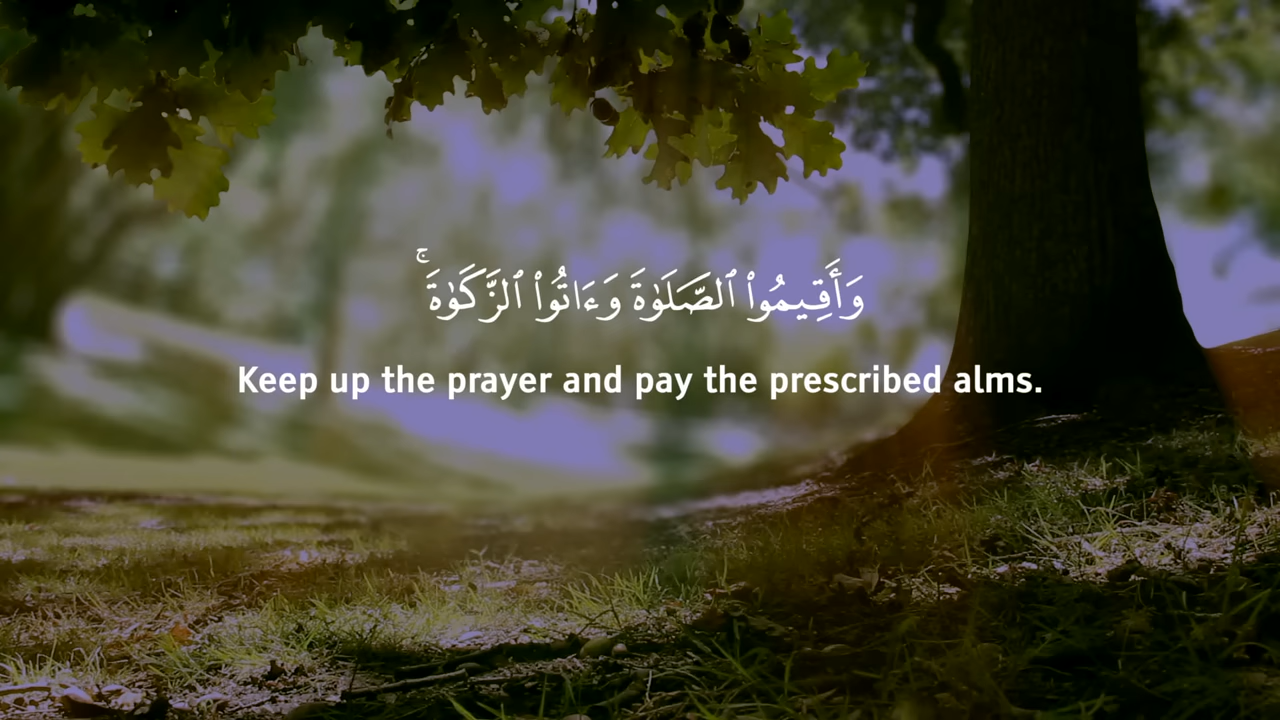 وَأَقِيمُوا۟ ٱلصَّلَوٰةَ وَءَاتُوا۟ ٱلزَّكَوٰةَ ۚ
Keep up the prayer and pay the prescribed alms.